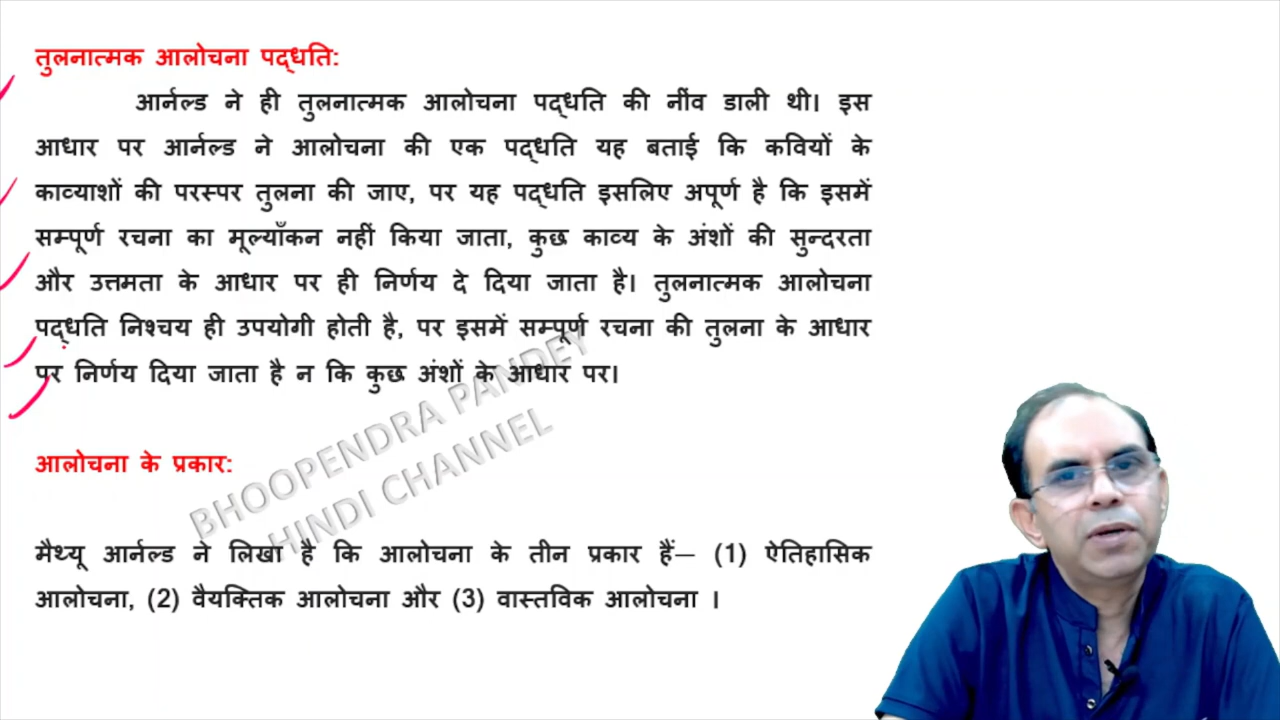 तुलनात्मक आलोचना पद्धति:
आर्नल्ड ने ही तुलनात्मक आलोचना पद्धति की नींव डाली थी। इस
आधार पर आर्नल्ड ने आलोचना की एक पद्धति यह बताई कि कवियों के
काव्याशों की परस्पर तुलना की जाए, पर यह पद्धति इसलिए अपूर्ण है कि इसमें
सम्पूर्ण रचना का मूल्याँकन नहीं किया जाता, कुछ काव्य के अंशों की सुन्दरता
और उत्तमता के आधार पर ही निर्णय दे दिया जाता है। तुलनात्मक आलोचना
पद्धति निश्चय ही उपयोगी होती है, पर इसमें सम्पूर्ण रचना की तुलना के आधार
पर निर्णय दिया जाता है न कि कुछ अंशों के आधार पर।
BHOOPENDRA PANDEY
HINDI CHANNEL
आलोचना के प्रकार:
मैथ्यू आर्नल्ड ने लिखा है कि आलोचना के तीन प्रकार हैं— (1) ऐतिहासिक
आलोचना, (2) वैयक्तिक आलोचना और (3) वास्तविक आलोचना ।